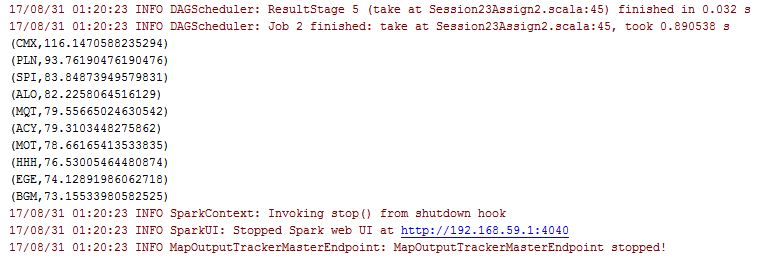 17/08/31 01:20:23 INFO DAGScheduler: ResultStage 5 (take at Session23Assign2.scala:45) finished in 0.032 s
17/08/31 01:20:23 INFO DAGScheduler: Job 2 finished: take at Session23Assign2.scala:45, took 0.890538 s
(CMX,116.1470588235294)
(PLN,93.76190476190476)
(SPI,83.84873949579831)
(ALO,82.2258064516129)
(MQT,79.55665024630542)
(ACY,79.3103448275862)
(MOT,78.66165413533835)
(HHH,76.53005464480874)
(EGE,74.12891986062718)
(BGM,73.15533980582525)
17/08/31 01:20:23 INFO SparkContext: Invoking stop() from shutdown hook
17/08/31 01:20:23 INFO SparkUI: Stopped Spark web UI at http://192.168.59.1:4040
17/08/31 01:20:23 INFO MapOutputTrackerMasterEndpoint: MapOutputTrackerMasterEndpoint stopped!